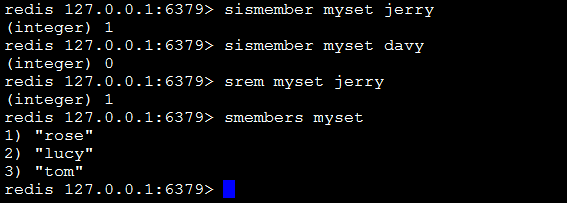 redis 127.0.0.1:6379> sismember myset jerry
(integer) 1
redis 127.0.0.1:6379> sismember myset davy
(integer) 0
redis 127.0.0.1:6379> srem myset jerry
(integer) 1
redis 127.0.0.1:6379> smembers myset
1) "rose"
2) "lucy"
3) "tom"
redis 127.0.0.1:6379>